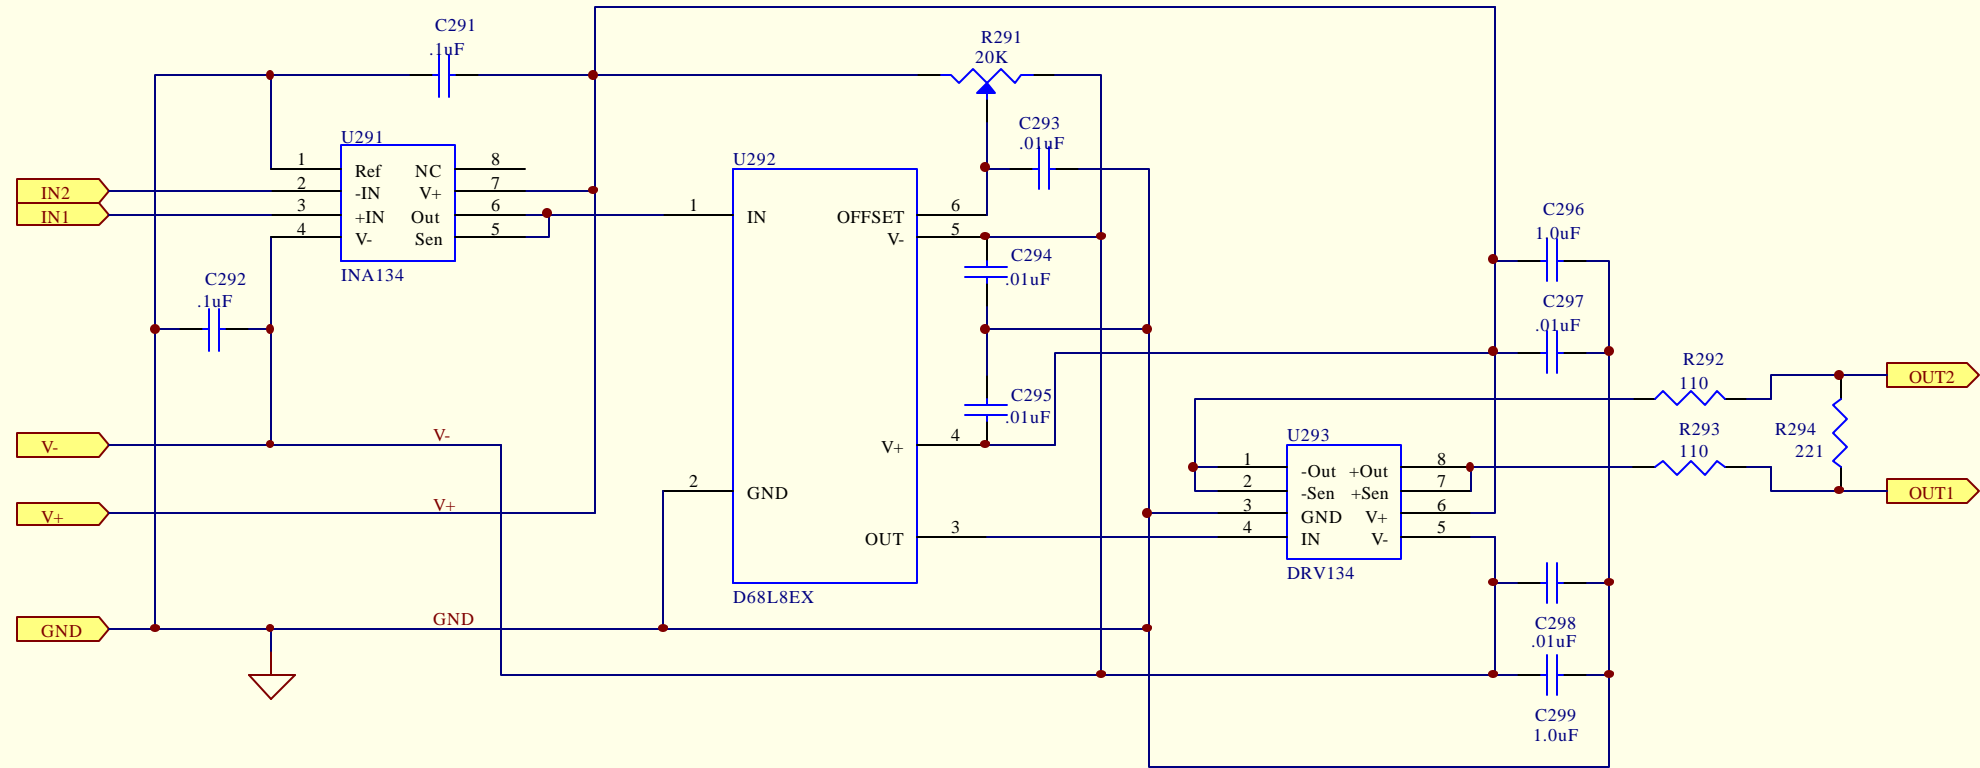 C291
.1uF
R291
20K
C293
.01uF
U291
1 Ref NC 8
2 -IN V+ 7
3 +IN Out 6
4 V- Sen 5
INA134
IN2
IN1
C292
.1uF
U292
1 IN OFFSET 6
V- 5
C294
.01uF
C295
.01uF
V+ 4
2 GND
OUT 3
D68L8EX
C296
1.0uF
C297
.01uF
R292
110
R293
110
R294
221
OUT2
OUT1
U293
1 -Out +Out 8
2 -Sen +Sen 7
3 GND V+ 6
4 IN V- 5
DRV134
C298
.01uF
C299
1.0uF
V- V-
V+ V+
GND GND